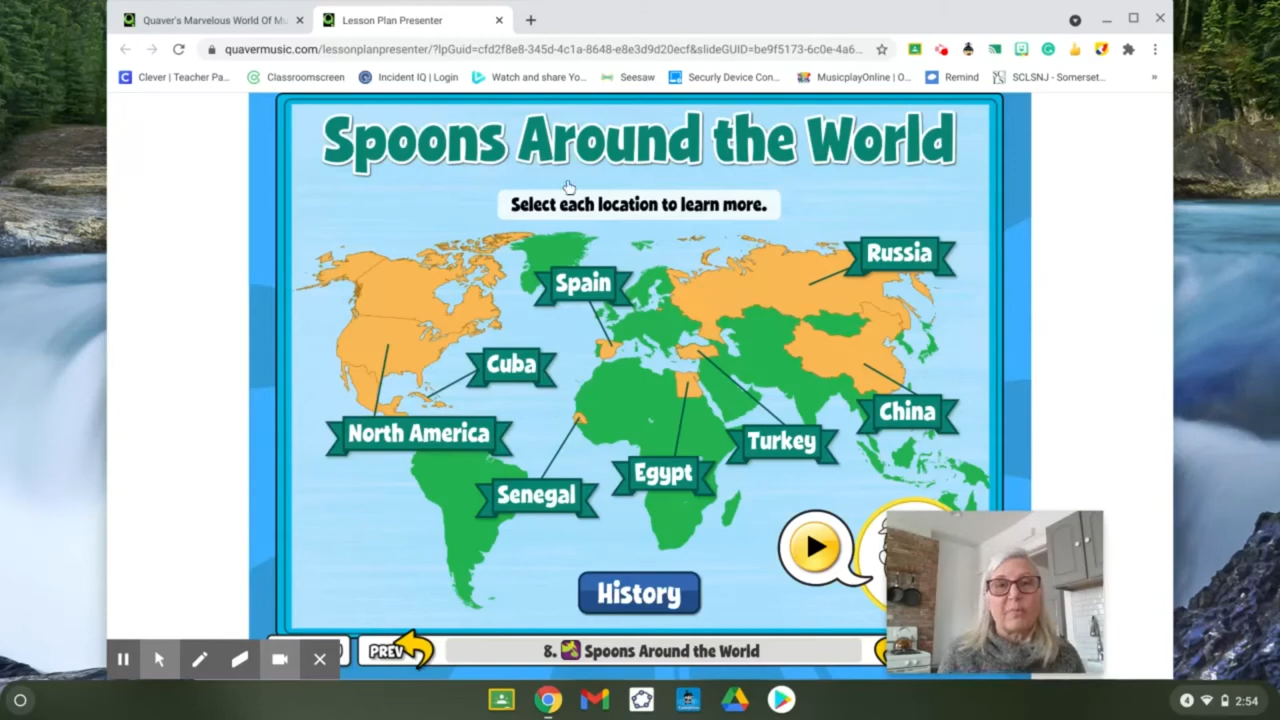 Quaver's Marvelous World Of Mu
Lesson Plan Presenter
quavermusic.com/lessonplanpresenter/?lpGuid=cfd2f8e8-345d-4c1a-8648-e8e3d9d20ecf&slideGUID=be9f5173-6c0e-4a6...
Clever | Teacher Pa...
Classroomscreen
Incident IQ | Login
Watch and share Yo...
Seesaw
Securly Device Con...
MusicplayOnline | O...
Remind
SCLSNJ - Somerset...
»
Spoons Around the World
Select each location to learn more.
Russia
Spain
Cuba
China
North America
Turkey
Egypt
Senegal
History
PREV
8. Spoons Around the World
4
2:54